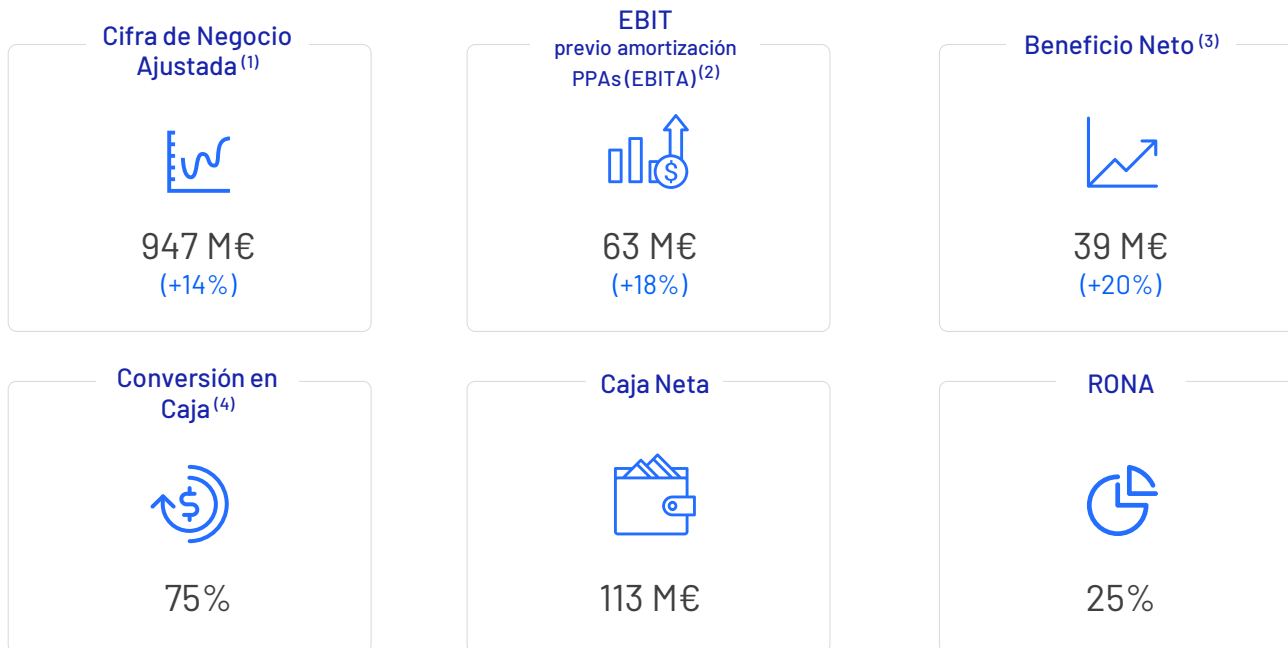 Cifra de Negocio
Ajustada (1)
947 M€
(+14%)
EBIT
previo amortización
PPAs (EBITA) (2)
$
63 M€
(+18%)
Beneficio Neto (3)
39 M€
(+20%)
Conversión en
Caja (4)
$
75%
Caja Neta
113 M€
RONA
25%